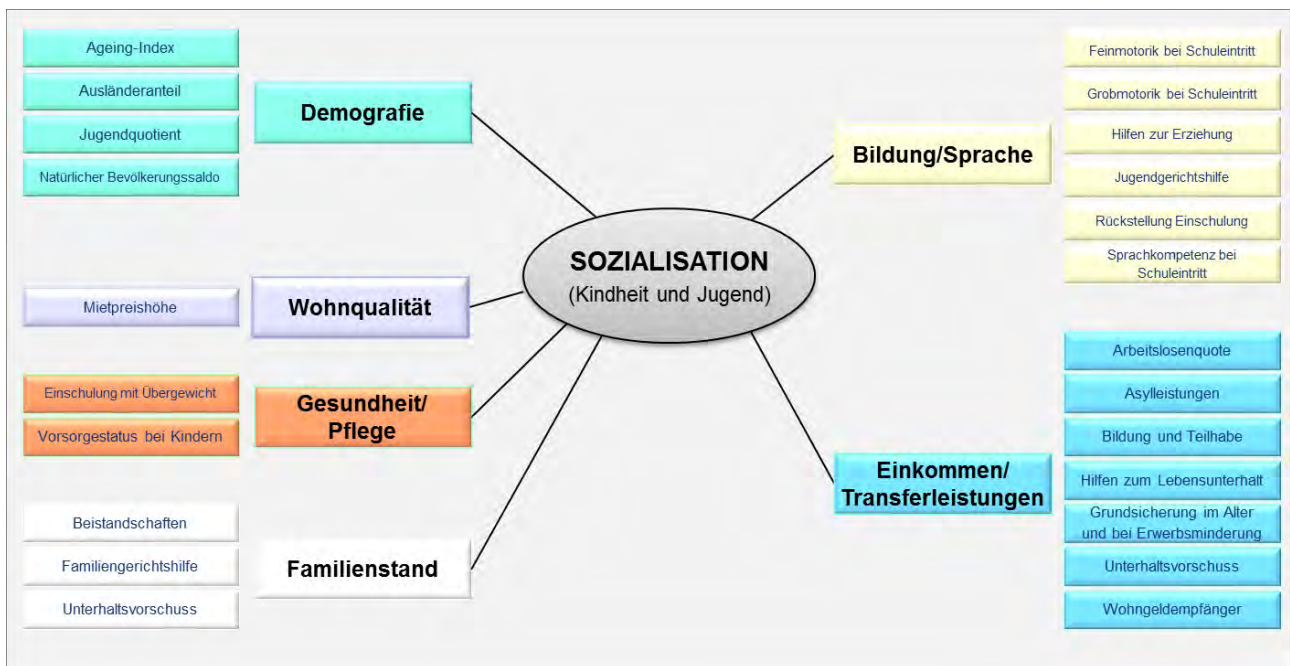 Ageing-Index
Ausländeranteil
Jugendquotient
Natürlicher Bevölkerungssaldo
Demografie
Mietpreishöhe
Wohnqualität
Einschulung mit Übergewicht
Vorsorgestatus bei Kindern
Gesundheit/
Pflege
Beistandschaften
Familiengerichtshilfe
Unterhaltsvorschuss
Familienstand
SOZIALISATION
(Kindheit und Jugend)
Bildung/Sprache
Feinmotorik bei Schuleintritt
Grobmotorik bei Schuleintritt
Hilfen zur Erziehung
Jugendgerichtshilfe
Rückstellung Einschulung
Sprachkompetenz bei
Schuleintritt
Einkommen/
Transferleistungen
Arbeitslosenquote
Asylleistungen
Bildung und Teilhabe
Hilfen zum Lebensunterhalt
Grundsicherung im Alter
und bei Erwerbsminderung
Unterhaltsvorschuss
Wohngeldempfänger